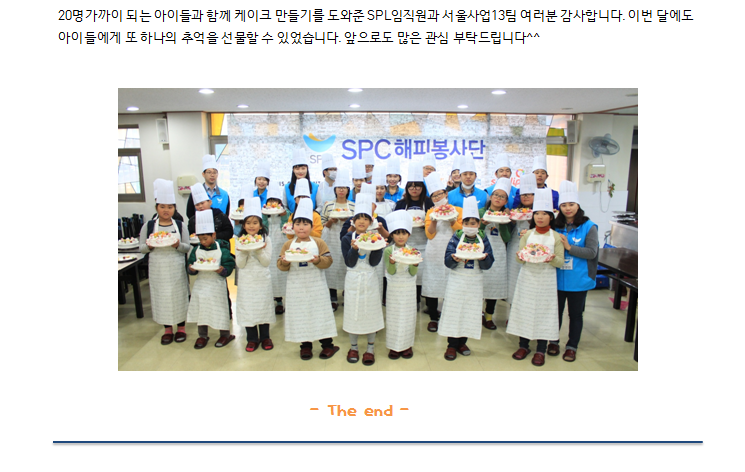 20명가까이 되는 아이들과 함께 케이크 만들기를 도와준 SPL임직원과 서울사업13팀 여러분 감사합니다. 이번 달에도
아이들에게 또 하나의 추억을 선물할 수 있었습니다. 앞으로도 많은 관심 부탁드립니다^^
SPC해피봉사단
- The end -